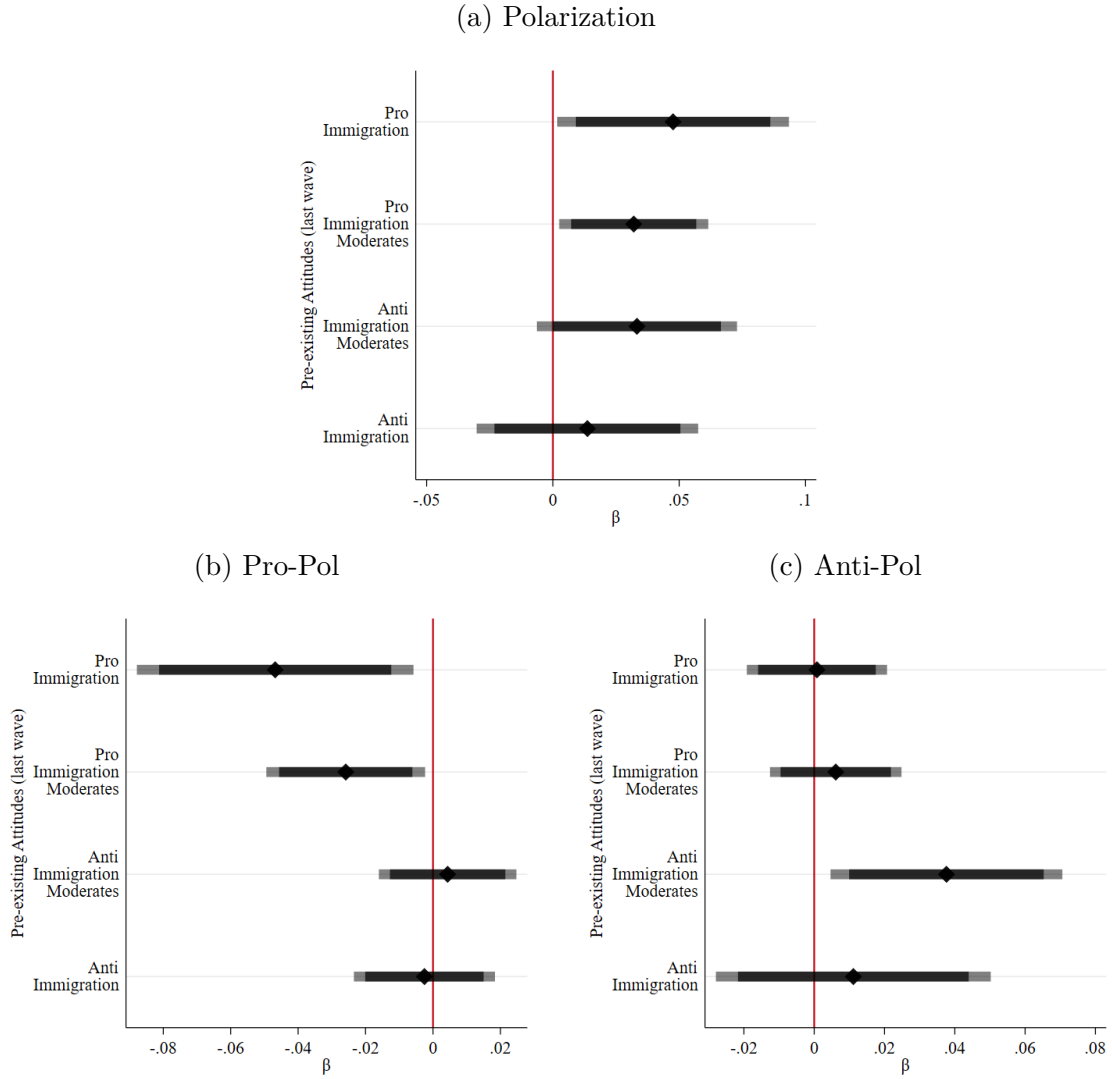 (a) Polarization
Pre-existing Attitudes (last wave)
Pro
Immigration
Pro
Immigration
Moderates
Anti
Immigration
Moderates
Anti
Immigration
-.05 0 .05 .1
β
(b) Pro-Pol
Pre-existing Attitudes (last wave)
Pro
Immigration
Pro
Immigration
Moderates
Anti
Immigration
Moderates
Anti
Immigration
-.08 -.06 -.04 -.02 0 .02
β
(c) Anti-Pol
Pre-existing Attitudes (last wave)
Pro
Immigration
Pro
Immigration
Moderates
Anti
Immigration
Moderates
Anti
Immigration
-.02 0 .02 .04 .06 .08
β